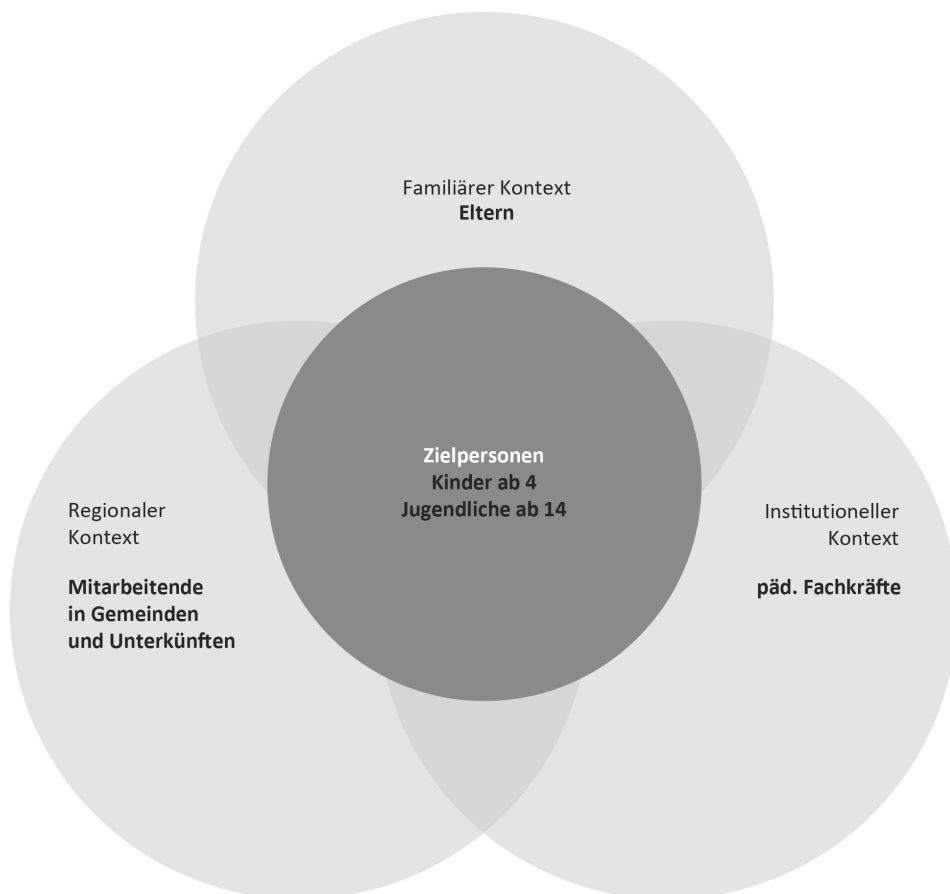 Familiärer Kontext
Eltern
Zielpersonen
Kinder ab 4
Jugendliche ab 14
Regionaler
Kontext
Mitarbeitende
in Gemeinden
und Unterkünften
Institutioneller
Kontext
päd. Fachkräfte